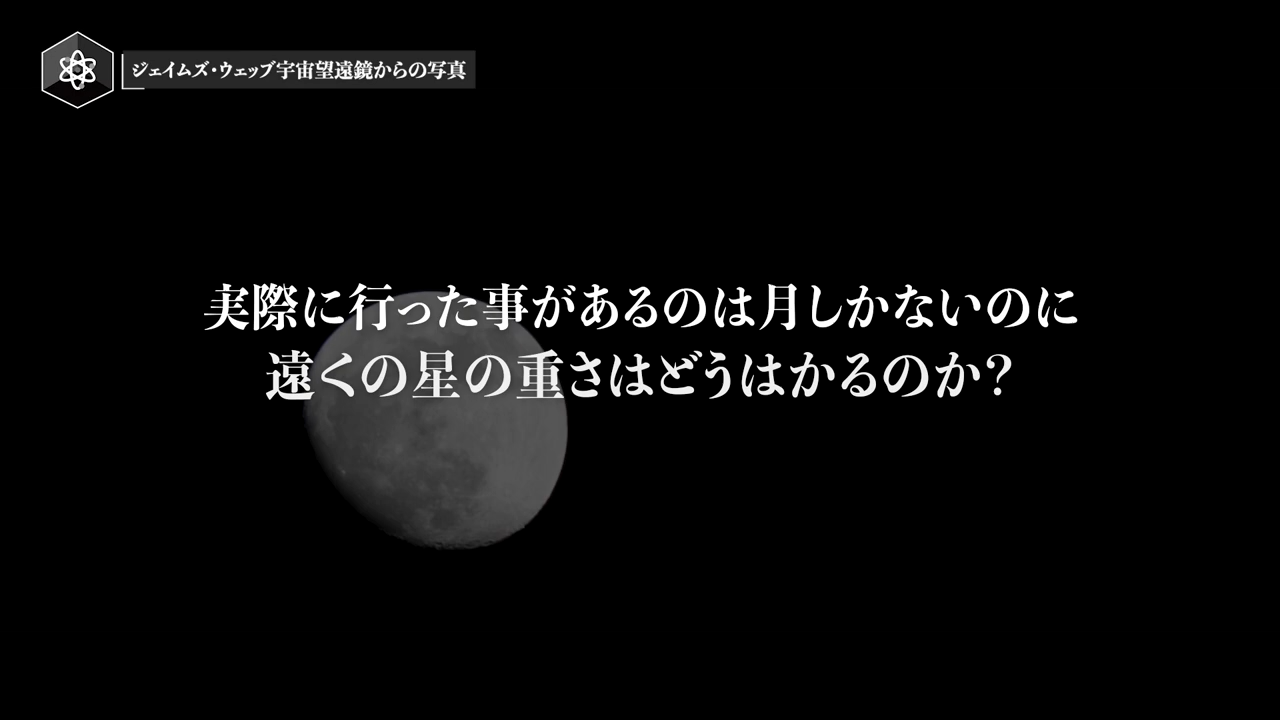 ジェイムズ・ウェッブ宇宙望遠鏡からの写真
実際に行った事があるのは月しかないのに
遠くの星の重さはどうはかるのか?